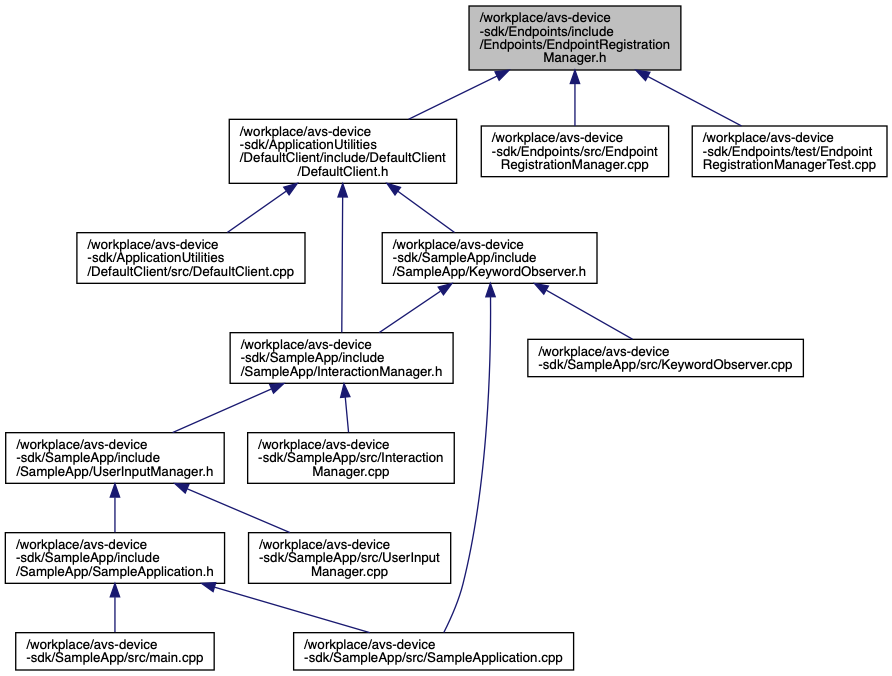 /workplace/avs-device
-sdk/Endpoints/include
/Endpoints/EndpointRegistration
Manager.h
/workplace/avs-device
-sdk/ApplicationUtilities
/DefaultClient/include/DefaultClient
/DefaultClient.h
/workplace/avs-device
-sdk/Endpoints/src/Endpoint
RegistrationManager.cpp
/workplace/avs-device
-sdk/Endpoints/test/Endpoint
RegistrationManagerTest.cpp
/workplace/avs-device
-sdk/ApplicationUtilities
/DefaultClient/src/DefaultClient.cpp
/workplace/avs-device
-sdk/SampleApp/include
/SampleApp/KeywordObserver.h
/workplace/avs-device
-sdk/SampleApp/include
/SampleApp/InteractionManager.h
/workplace/avs-device
-sdk/SampleApp/src/KeywordObserver.cpp
/workplace/avs-device
-sdk/SampleApp/include
/SampleApp/UserInputManager.h
/workplace/avs-device
-sdk/SampleApp/src/Interaction
Manager.cpp
/workplace/avs-device
-sdk/SampleApp/include
/SampleApp/SampleApplication.h
/workplace/avs-device
-sdk/SampleApp/src/UserInput
Manager.cpp
/workplace/avs-device
-sdk/SampleApp/src/main.cpp
/workplace/avs-device
-sdk/SampleApp/src/SampleApplication.cpp